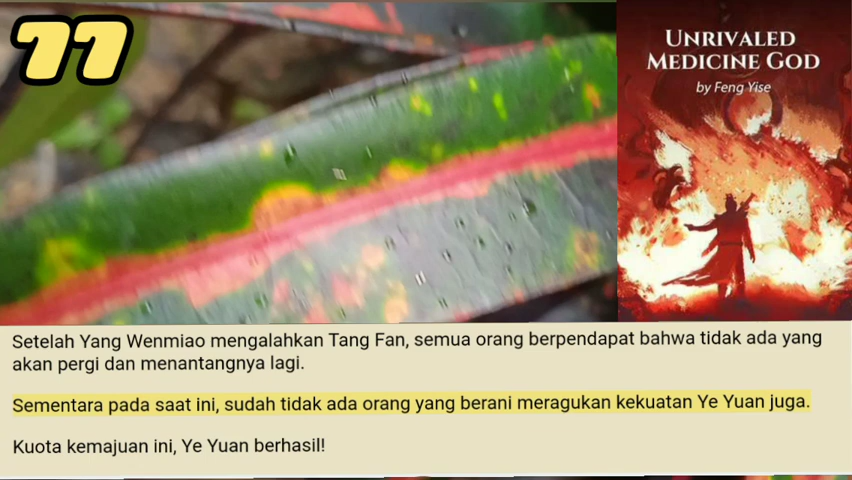 77
UNRIVALED
MEDICINE GOD
by Feng Yise
Setelah Yang Wenmiao mengalahkan Tang Fan, semua orang berpendapat bahwa tidak ada yang
akan pergi dan menantangnya lagi.
Sementara pada saat ini, sudah tidak ada orang yang berani meragukan kekuatan Ye Yuan juga.
Kuota kemajuan ini, Ye Yuan berhasil!